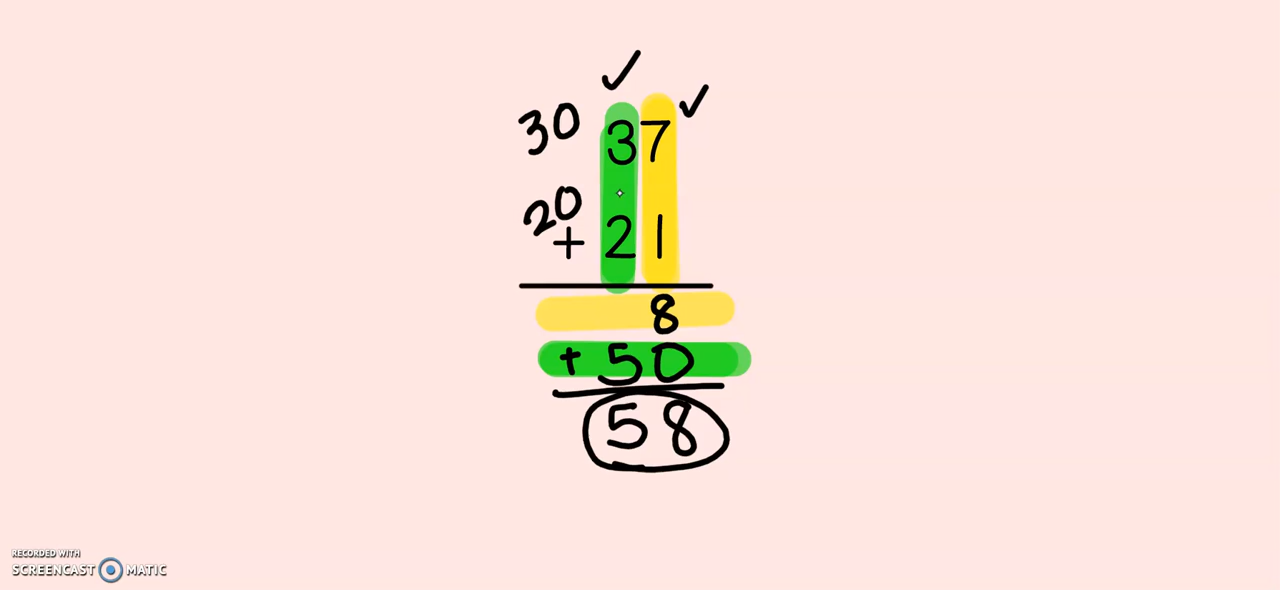 ✓
30 37 ✓
20
+ 21
8
+ 50
58
RECORDED WITH
SCREENCAST MATIC